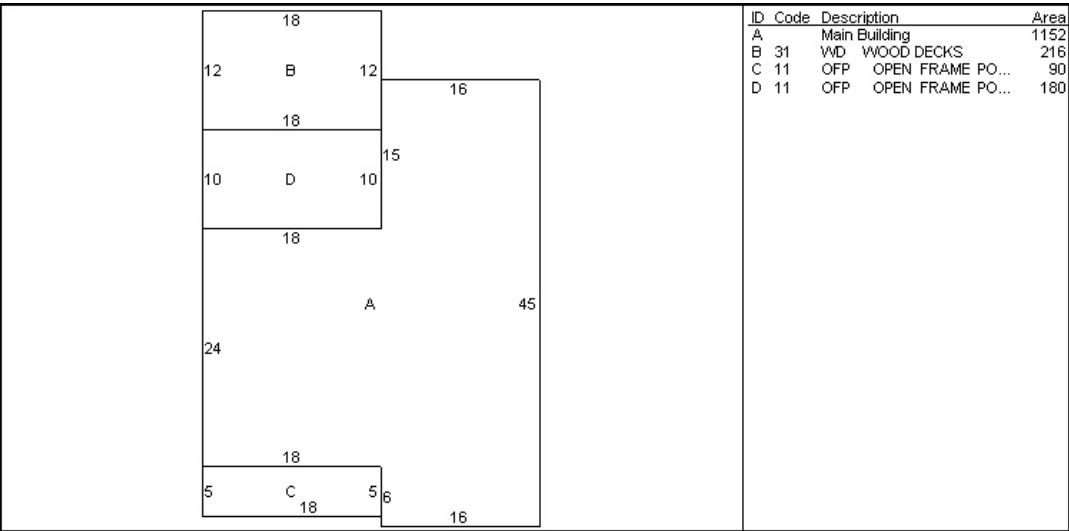 18
12 B 12
16
18
15
10 D 10
18
A 45
24
18
5 C 5 6
18
16
ID Code Description Area
A Main Building 1152
B 31 WD WOOD DECKS 216
C 11 OFP OPEN FRAME PO... 90
D 11 OFP OPEN FRAME PO... 180